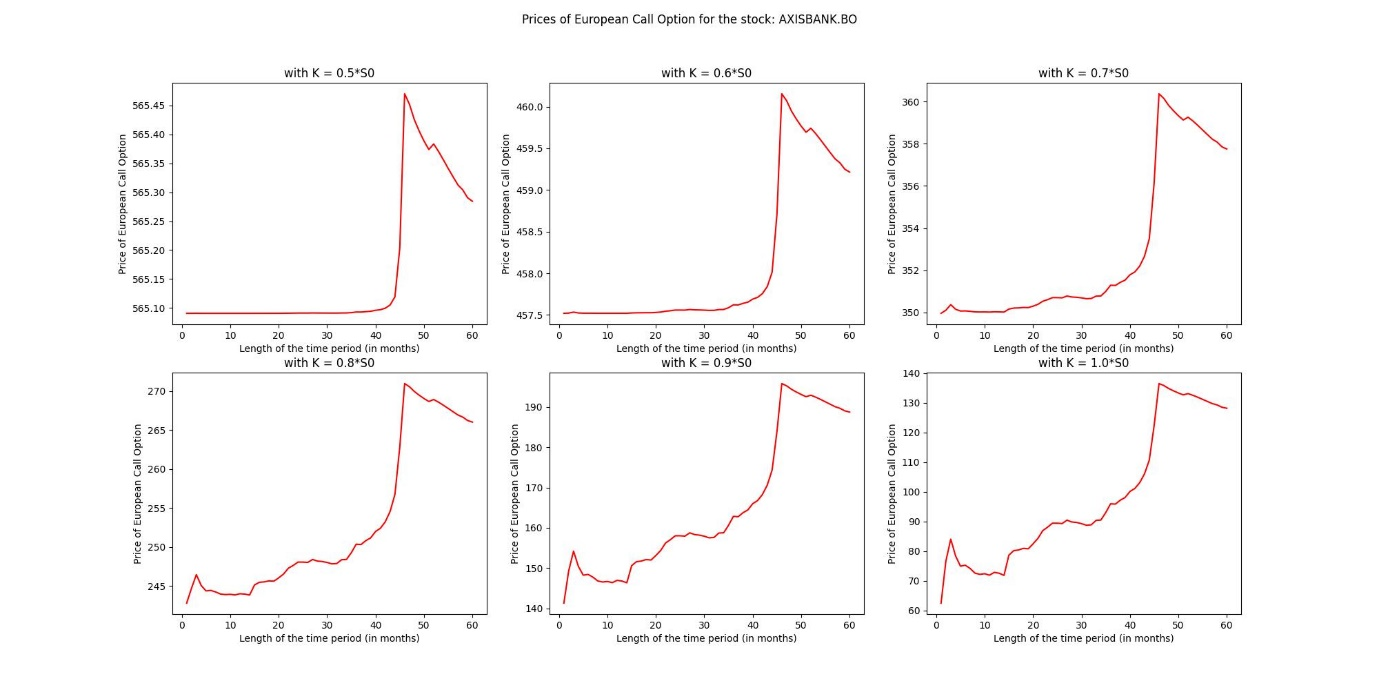 Prices of European Call Option for the stock: AXISBANK.BO
with K = 0.5*S0
with K = 0.6*S0
with K = 0.7*S0
Price of European Call Option
565.45
565.40
565.35
565.30
565.25
565.20
565.15
565.10
0 10 20 30 40 50 60
Length of the time period (in months)
Price of European Call Option
460.0
459.5
459.0
458.5
458.0
457.5
0 10 20 30 40 50 60
Length of the time period (in months)
Price of European Call Option
360
358
356
354
352
350
0 10 20 30 40 50 60
Length of the time period (in months)
with K = 0.8*S0
with K = 0.9*S0
with K = 1.0*S0
Price of European Call Option
270
265
260
255
250
245
0 10 20 30 40 50 60
Length of the time period (in months)
Price of European Call Option
190
180
170
160
150
140
0 10 20 30 40 50 60
Length of the time period (in months)
Price of European Call Option
140
130
120
110
100
90
80
70
60
0 10 20 30 40 50 60
Length of the time period (in months)